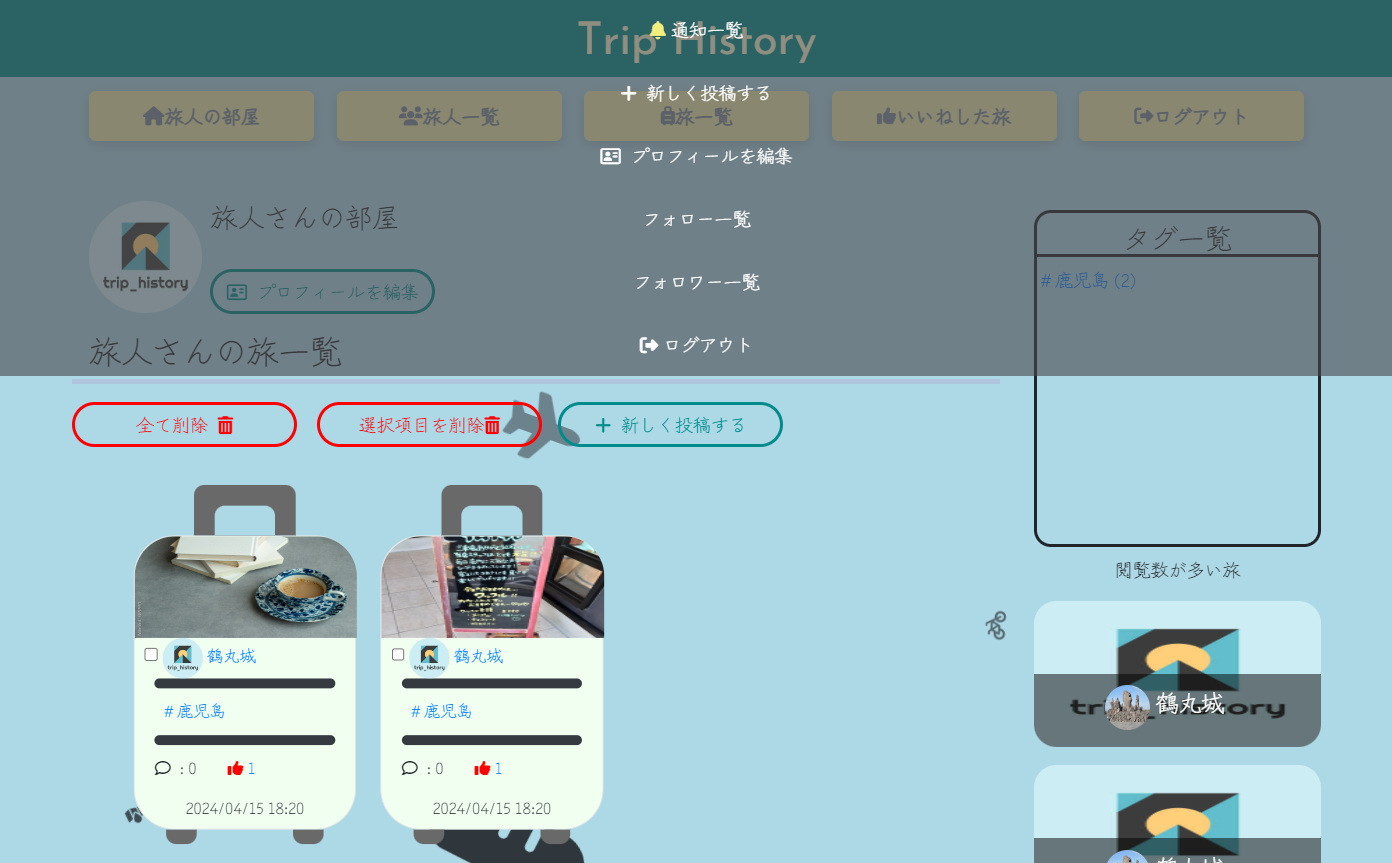 Trip History
通知一覧
新しく投稿する
旅人の部屋
旅人一覧
旅一覧
いいねした旅
ログアウト
プロフィールを編集
フォロー一覧
フォロワー一覧
ログアウト
trip_history
旅人さんの部屋
プロフィールを編集
旅人さんの旅一覧
タグ一覧
#鹿児島 (2)
全て削除
選択項目を削除
新しく投稿する
trip_history
鶴丸城
#鹿児島
: 0
1
2024/04/15 18:20
trip_history
鶴丸城
#鹿児島
: 0
1
2024/04/15 18:20
閲覧数が多い旅
鶴丸城
鶴丸城